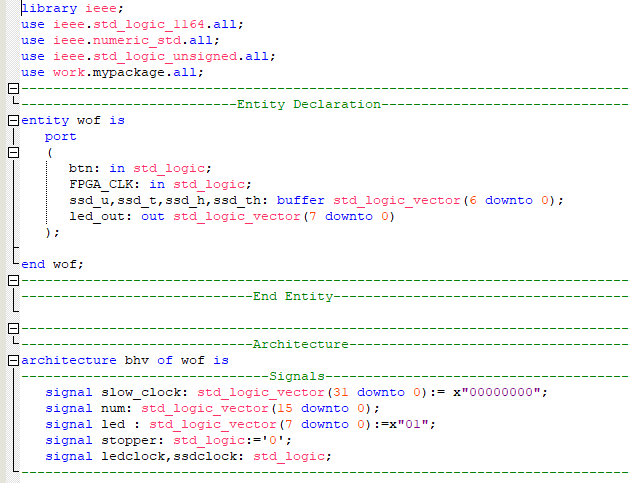 library ieee;
use ieee.std_logic_1164.all;
use ieee.numeric_std.all;
use ieee.std_logic_unsigned.all;
use work.mypackage.all;
----------------------------------------------------------------------------
---------------------------Entity Declaration-------------------------------
entity wof is
port
(
btn: in std_logic;
FPGA_CLK: in std_logic;
ssd_u,ssd_t,ssd_h,ssd_th: buffer std_logic_vector(6 downto 0);
led_out: out std_logic_vector(7 downto 0)
);
end wof;
----------------------------------------------------------------------------
-----------------------------End Entity-------------------------------------
----------------------------------------------------------------------------
-----------------------------Architecture-----------------------------------
architecture bhv of wof is
-------------------------------Signals--------------------------------------
signal slow_clock: std_logic_vector(31 downto 0):= x"00000000";
signal num: std_logic_vector(15 downto 0);
signal led : std_logic_vector(7 downto 0):=x"01";
signal stopper: std_logic:='0';
signal ledclock,ssdclock: std_logic;
----------------------------------------------------------------------------